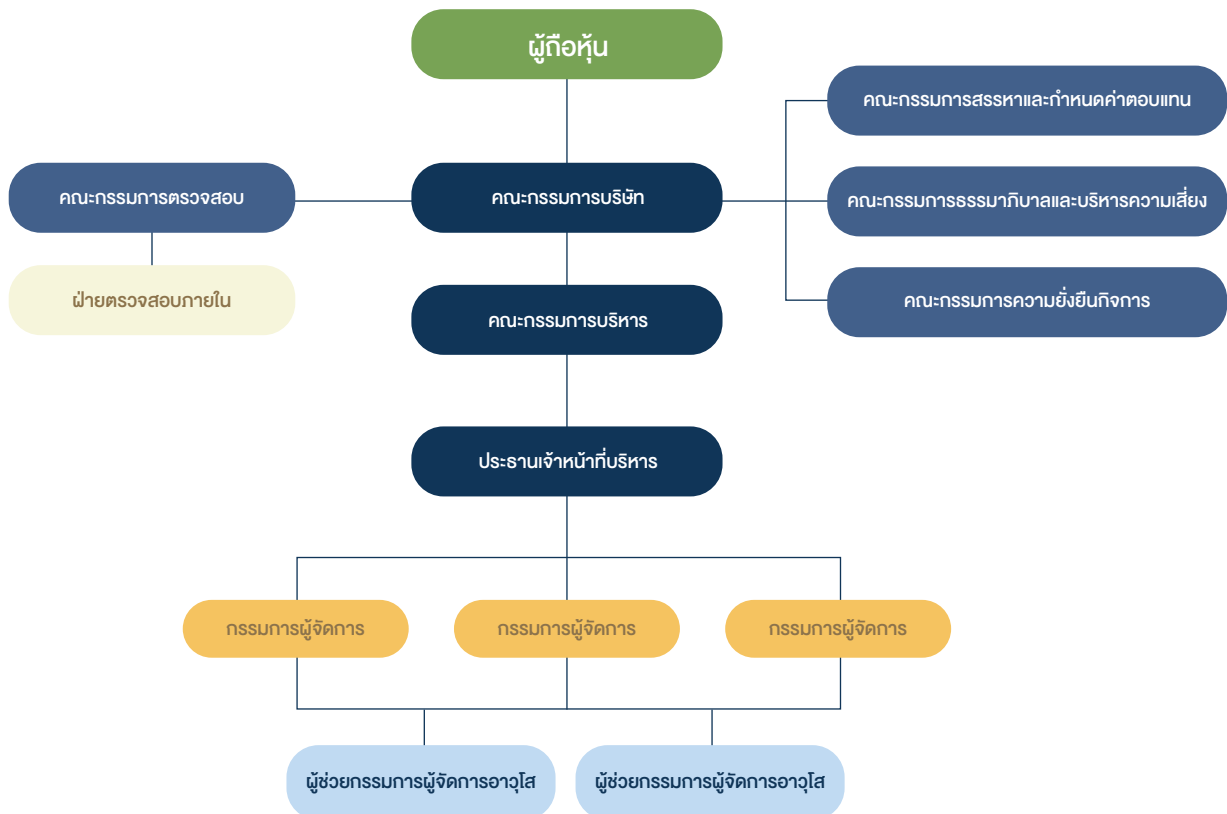 ผู้ถือหุ้น
คณะกรรมการสรรหาและกำหนดค่าตอบแทน
คณะกรรมการตรวจสอบ
คณะกรรมการบริษัท
คณะกรรมการธรรมาภิบาลและบริหารความเสี่ยง
ฝ่ายตรวจสอบภายใน
คณะกรรมการบริหาร
คณะกรรมการความยั่งยืนกิจการ
ประธานเจ้าหน้าที่บริหาร
กรรมการผู้จัดการ
กรรมการผู้จัดการ
กรรมการผู้จัดการ
ผู้ช่วยกรรมการผู้จัดการอาวุโส
ผู้ช่วยกรรมการผู้จัดการอาวุโส